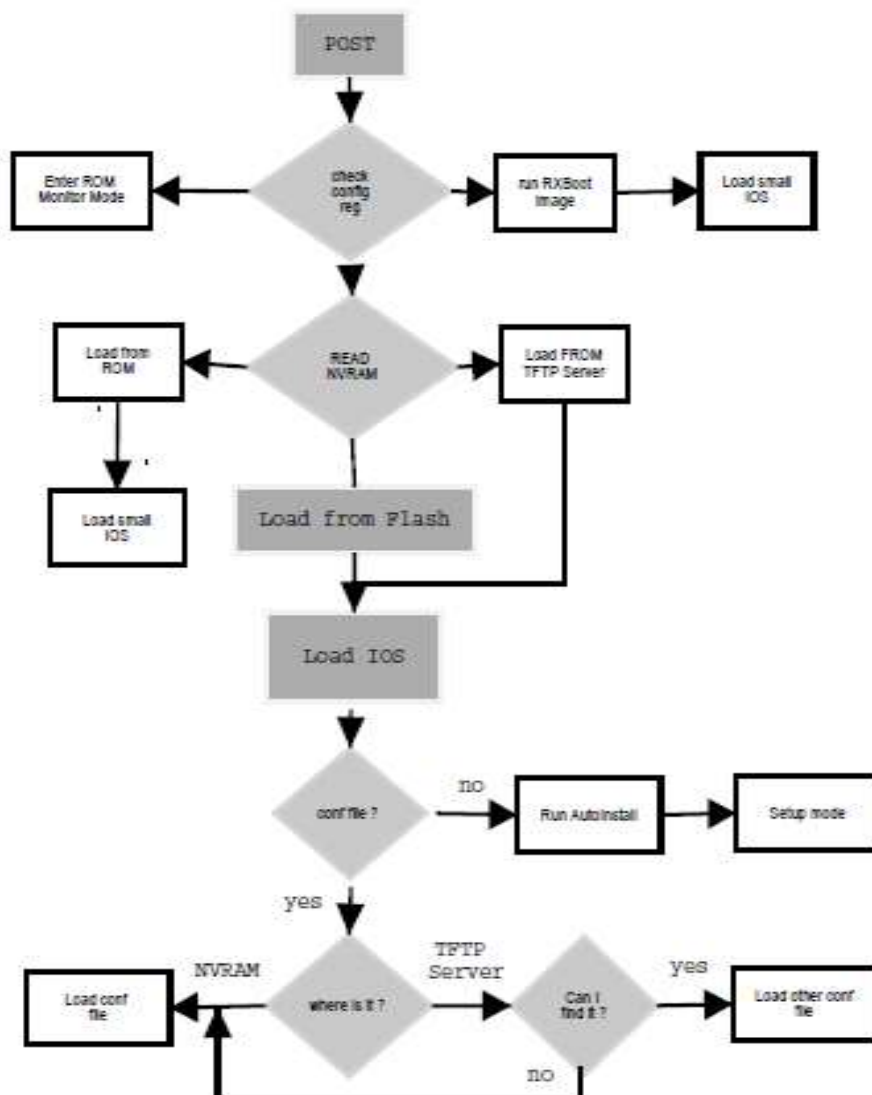 POST
check
config
reg
Enter ROM
Monitor Mode
run RXBoot
Image
Load small
IOS
READ
NVRAM
Load from
ROM
Load FROM
TFTP Server
Load small
IOS
Load from Flash
Load IOS
conf file ?
no
Run AutoInstall
Setup mode
yes
where is it ?
NVRAM
Load conf
file
TFTP
Server
Can I
find it ?
yes
Load other conf
file
no